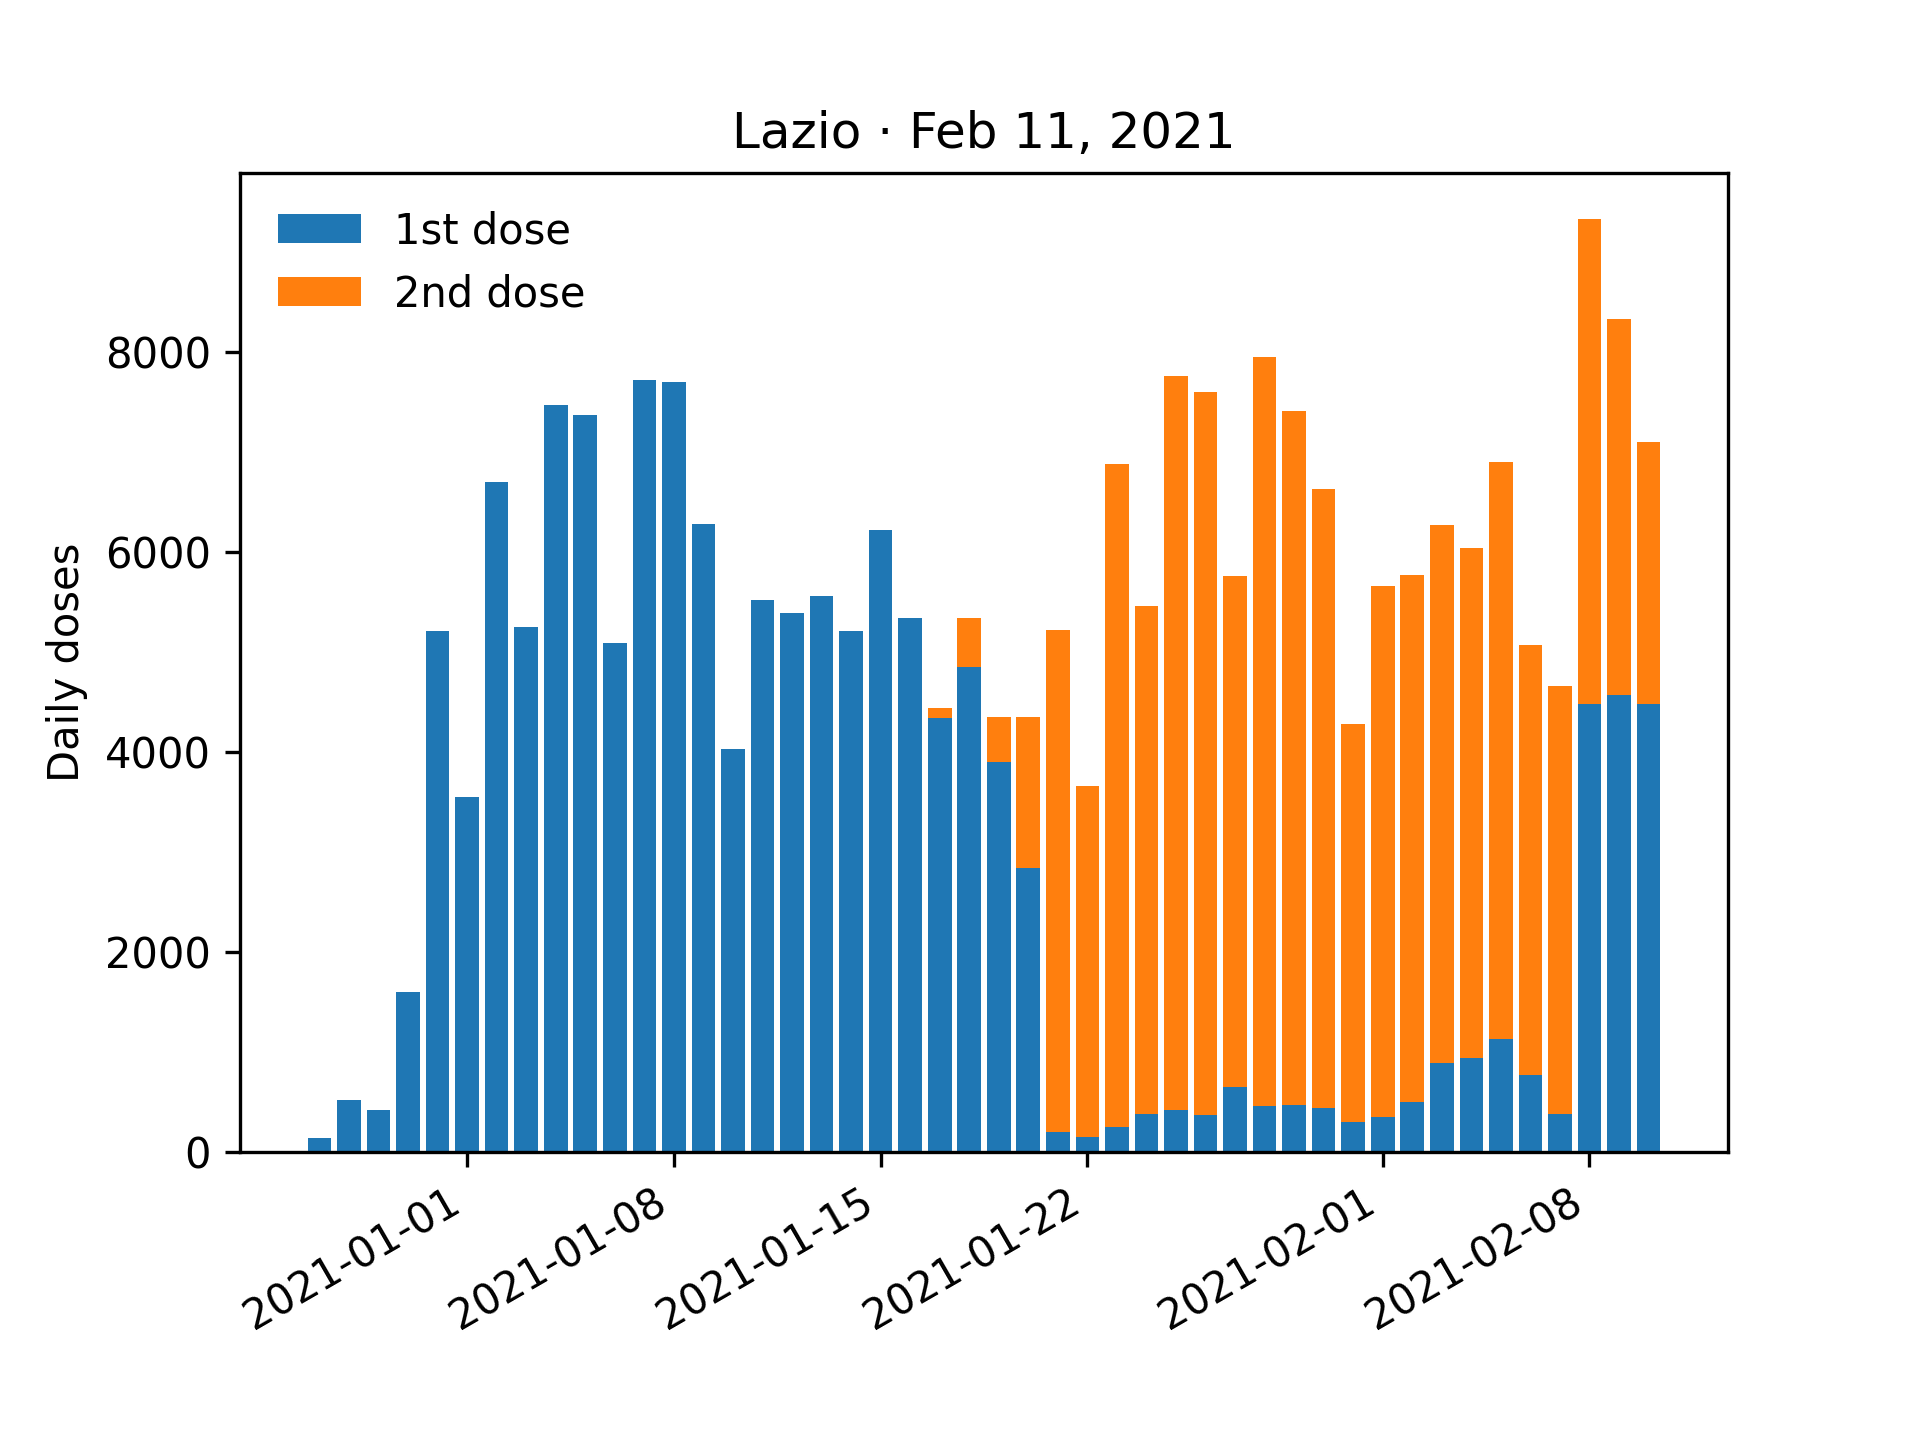 Lazio · Feb 11, 2021
1st dose
2nd dose
Daily doses
8000
6000
4000
2000
0
2021-01-01
2021-01-08
2021-01-15
2021-01-22
2021-02-01
2021-02-08